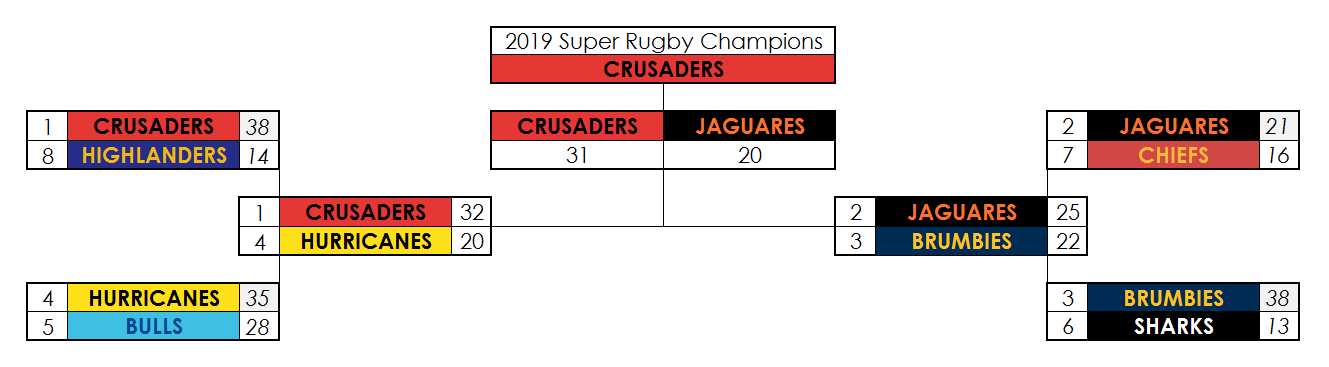 2019 Super Rugby Champions
CRUSADERS
1 CRUSADERS 38
8 HIGHLANDERS 14
CRUSADERS JAGUARES
31 20
2 JAGUARES 21
7 CHIEFS 16
1 CRUSADERS 32
4 HURRICANES 20
2 JAGUARES 25
3 BRUMBIES 22
4 HURRICANES 35
5 BULLS 28
3 BRUMBIES 38
6 SHARKS 13